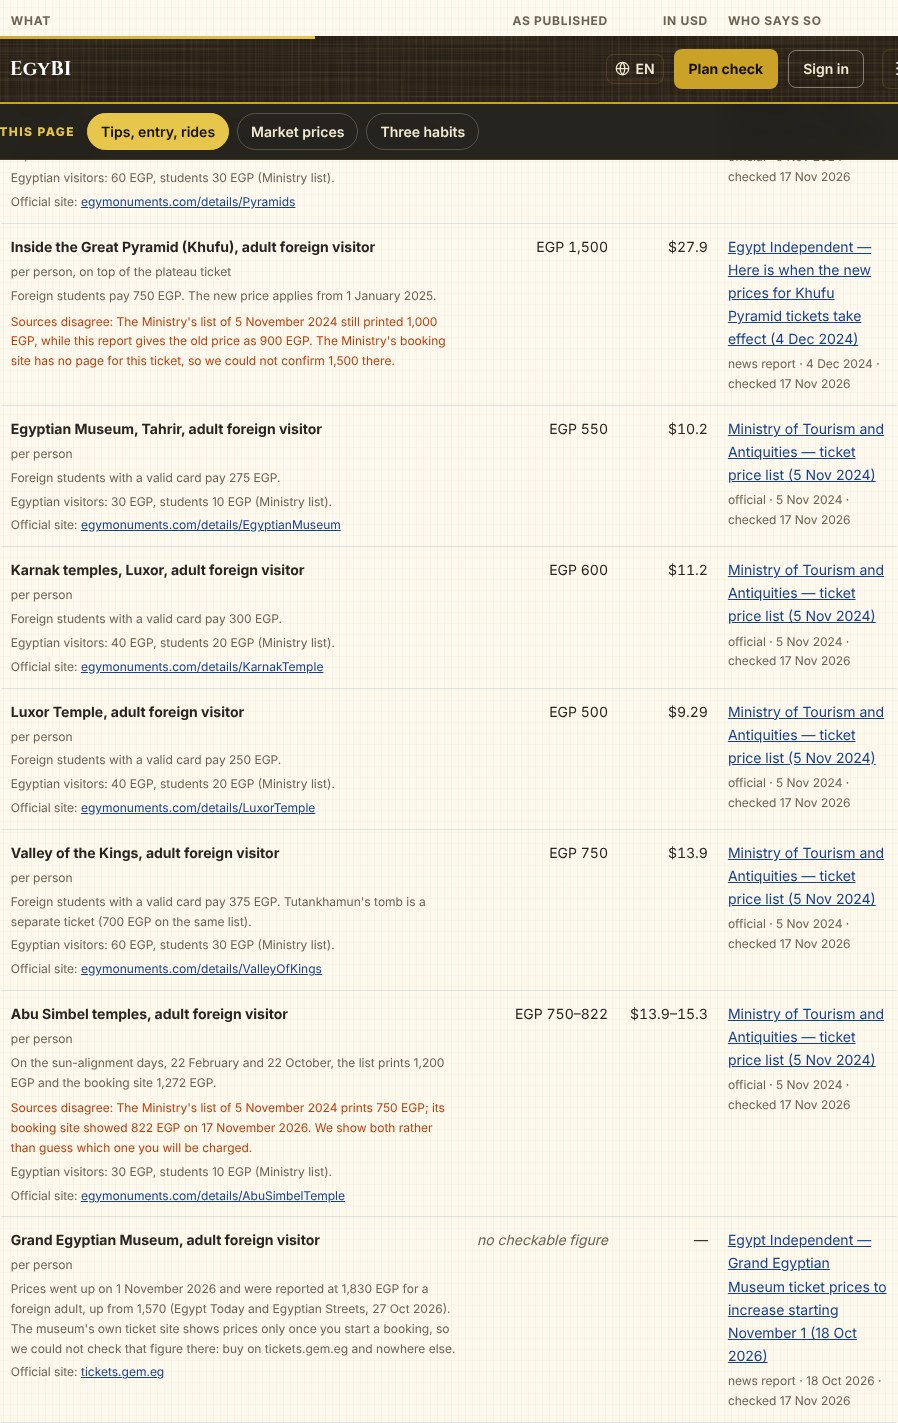 WHAT AS PUBLISHED IN USD WHO SAYS SO
EGYBI EN Plan check Sign in
THIS PAGE Tips, entry, rides Market prices Three habits
Egyptian visitors: 60 EGP, students 30 EGP (Ministry list).
checked 17 Nov 2026
Official site: egymonuments.com/details/Pyramids
Inside the Great Pyramid (Khufu), adult foreign visitor
per person, on top of the plateau ticket
Foreign students pay 750 EGP. The new price applies from 1 January 2025.
Sources disagree: The Ministry's list of 5 November 2024 still printed 1,000
EGP, while this report gives the old price as 900 EGP. The Ministry's booking
site has no page for this ticket, so we could not confirm 1,500 there.
EGP 1,500
$27.9
Egypt Independent —
Here is when the new
prices for Khufu
Pyramid tickets take
effect (4 Dec 2024)
news report · 4 Dec 2024 ·
checked 17 Nov 2026
Egyptian Museum, Tahrir, adult foreign visitor
per person
Foreign students with a valid card pay 275 EGP.
Egyptian visitors: 30 EGP, students 10 EGP (Ministry list).
Official site: egymonuments.com/details/EgyptianMuseum
EGP 550
$10.2
Ministry of Tourism and
Antiquities — ticket
price list (5 Nov 2024)
official · 5 Nov 2024 ·
checked 17 Nov 2026
Karnak temples, Luxor, adult foreign visitor
per person
Foreign students with a valid card pay 300 EGP.
Egyptian visitors: 40 EGP, students 20 EGP (Ministry list).
Official site: egymonuments.com/details/KarnakTemple
EGP 600
$11.2
Ministry of Tourism and
Antiquities — ticket
price list (5 Nov 2024)
official · 5 Nov 2024 ·
checked 17 Nov 2026
Luxor Temple, adult foreign visitor
per person
Foreign students with a valid card pay 250 EGP.
Egyptian visitors: 40 EGP, students 20 EGP (Ministry list).
Official site: egymonuments.com/details/LuxorTemple
EGP 500
$9.29
Ministry of Tourism and
Antiquities — ticket
price list (5 Nov 2024)
official · 5 Nov 2024 ·
checked 17 Nov 2026
Valley of the Kings, adult foreign visitor
per person
Foreign students with a valid card pay 375 EGP. Tutankhamun's tomb is a
separate ticket (700 EGP on the same list).
Egyptian visitors: 60 EGP, students 30 EGP (Ministry list).
Official site: egymonuments.com/details/ValleyOfKings
EGP 750
$13.9
Ministry of Tourism and
Antiquities — ticket
price list (5 Nov 2024)
official · 5 Nov 2024 ·
checked 17 Nov 2026
Abu Simbel temples, adult foreign visitor
per person
On the sun-alignment days, 22 February and 22 October, the list prints 1,200
EGP and the booking site 1,272 EGP.
Sources disagree: The Ministry's list of 5 November 2024 prints 750 EGP; its
booking site showed 822 EGP on 17 November 2026. We show both rather
than guess which one you will be charged.
Egyptian visitors: 30 EGP, students 10 EGP (Ministry list).
Official site: egymonuments.com/details/AbuSimbelTemple
EGP 750–822
$13.9–15.3
Ministry of Tourism and
Antiquities — ticket
price list (5 Nov 2024)
official · 5 Nov 2024 ·
checked 17 Nov 2026
Grand Egyptian Museum, adult foreign visitor
per person
Prices went up on 1 November 2026 and were reported at 1,830 EGP for a
foreign adult, up from 1,570 (Egypt Today and Egyptian Streets, 27 Oct 2026).
The museum's own ticket site shows prices only once you start a booking, so
we could not check that figure there: buy on tickets.gem.eg and nowhere else.
Official site: tickets.gem.eg
no checkable figure
—
Egypt Independent —
Grand Egyptian
Museum ticket prices to
increase starting
November 1 (18 Oct
2026)
news report · 18 Oct 2026 ·
checked 17 Nov 2026